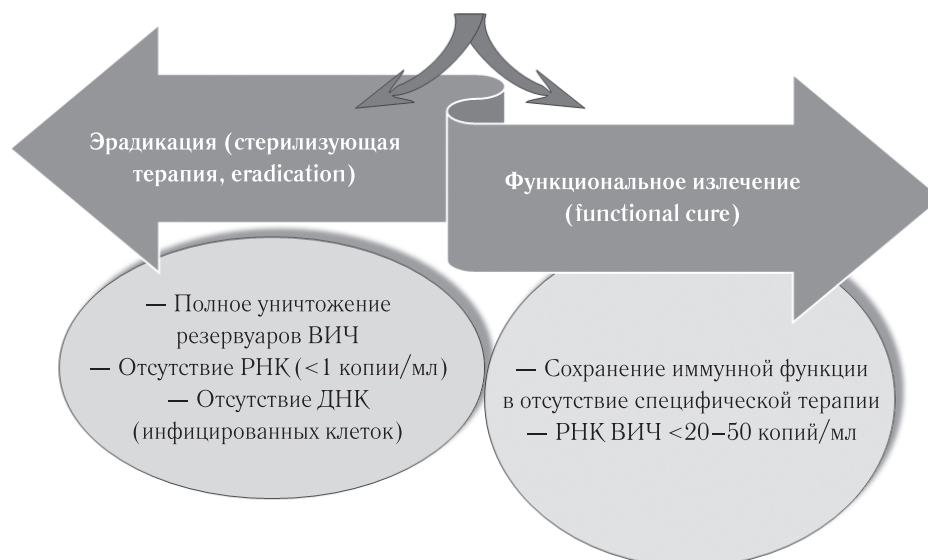 Эрадикация (стерилизующая
терапия, eradication)
Функциональное излечение
(functional cure)
— Полное уничтожение
резервуаров ВИЧ
— Отсутствие РНК (<1 копии/мл)
— Отсутствие ДНК
(инфицированных клеток)
— Сохранение иммунной функции
в отсутствие специфической терапии
— РНК ВИЧ <20–50 копий/мл